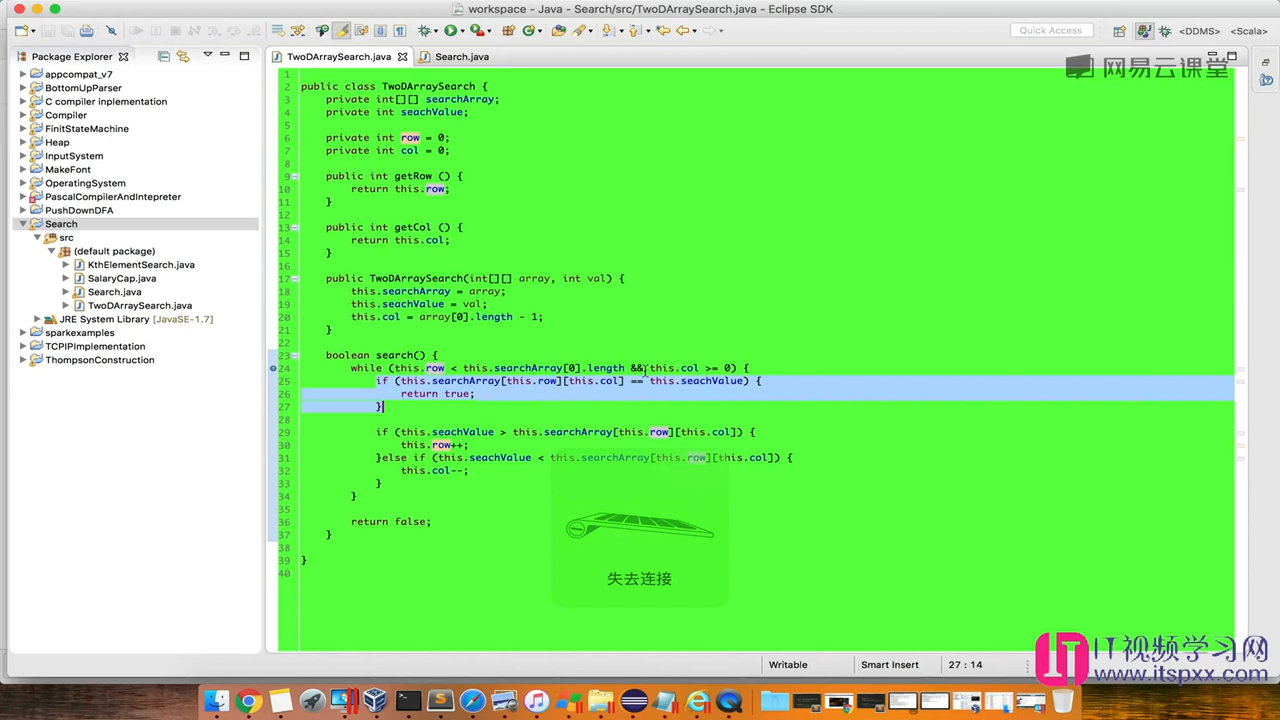 workspace - Java - Search/src/TwoDArraySearch.java - Eclipse SDK
Quick Access
<DDMS>
<Scala>
Package Explorer
appcompat_v7
BottomUpParser
C compiler inplementation
Compiler
FinitStateMachine
Heap
InputSystem
MakeFont
OperatingSystem
PascalCompilerAndIntepreter
PushDownDFA
Search
src
(default package)
KthElementSearch.java
SalaryCap.java
Search.java
TwoDArraySearch.java
JRE System Library [JavaSE-1.7]
sparkexamples
TCPIPImplementation
ThompsonConstruction
TwoDArraySearch.java
Search.java
网易云课堂
1
2 public class TwoDArraySearch {
3 private int[][] searchArray;
4 private int seachValue;
5
6 private int row = 0;
7 private int col = 0;
8
9 public int getRow () {
10 return this.row;
11 }
12
13 public int getCol () {
14 return this.col;
15 }
16
17 public TwoDArraySearch(int[][] array, int val) {
18 this.searchArray = array;
19 this.seachValue = val;
20 this.col = array[0].length - 1;
21 }
22
23 boolean search() {
24 while (this.row < this.searchArray[0].length && this.col >= 0) {
25 if (this.searchArray[this.row][this.col] == this.seachValue) {
26 return true;
27 }
28
29 if (this.seachValue > this.searchArray[this.row][this.col]) {
30 this.row++;
31 }else if (this.seachValue < this.searchArray[this.row][this.col]) {
32 this.col--;
33 }
34 }
35
36 return false;
37 }
38
39 }
40
失去连接
Writable
Smart Insert
27 : 14
IT
IT视频学习网
www.itspxx.com